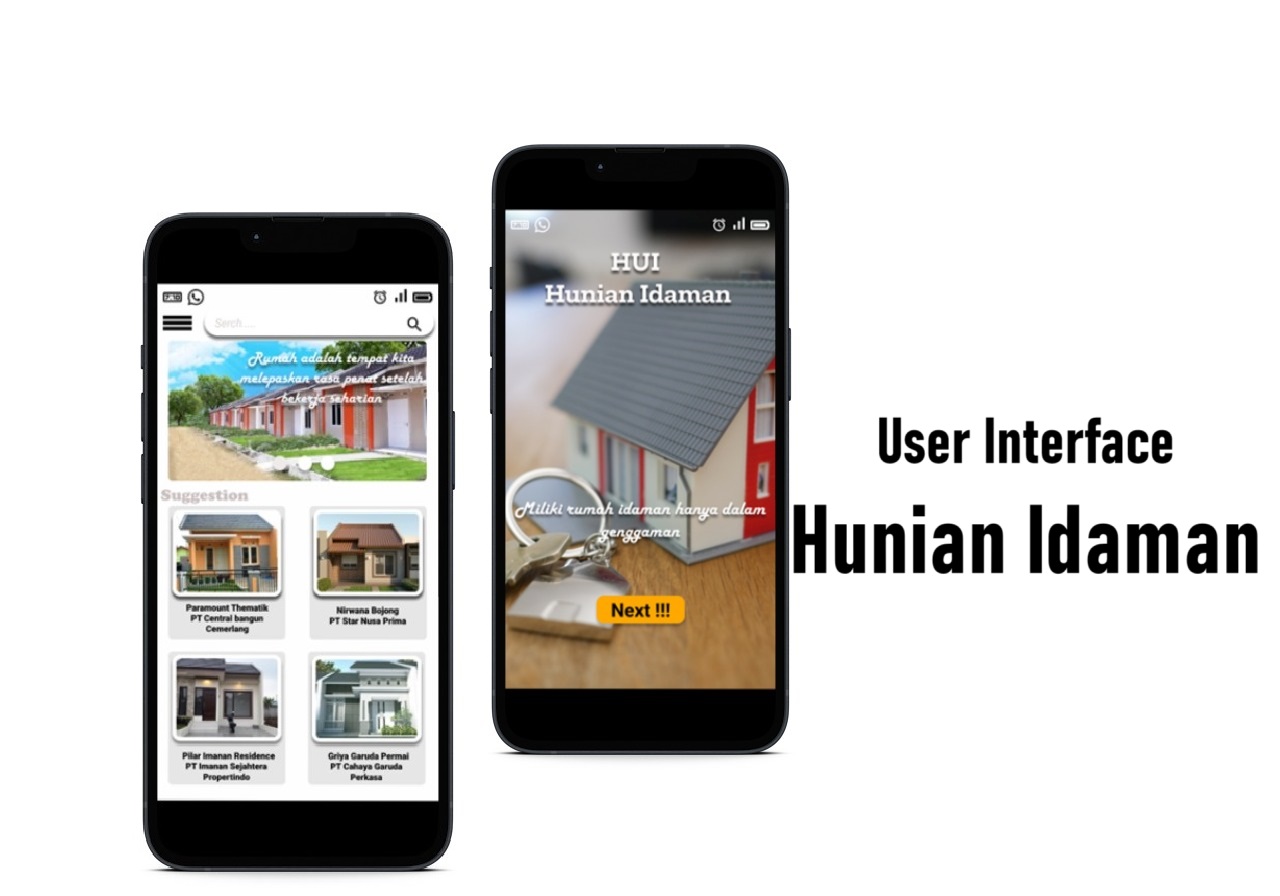 Serch ....
Rumah adalah tempat kita
melepaskan rasa penat setelah
bekerja seharian
Suggestion
Paramount Thematik
PT Central bangun
Cemerlang
Nirwana Bojong
PT Star Nusa Prima
Pilar Imanan Residence
PT Imanan Sejahtera
Propertindo
Griya Garuda Permai
PT Cahaya Garuda
Perkasa
HUI
Hunian Idaman
Miliki rumah idaman hanya dalam
genggaman
Next !!!
User Interface
Hunian Idaman